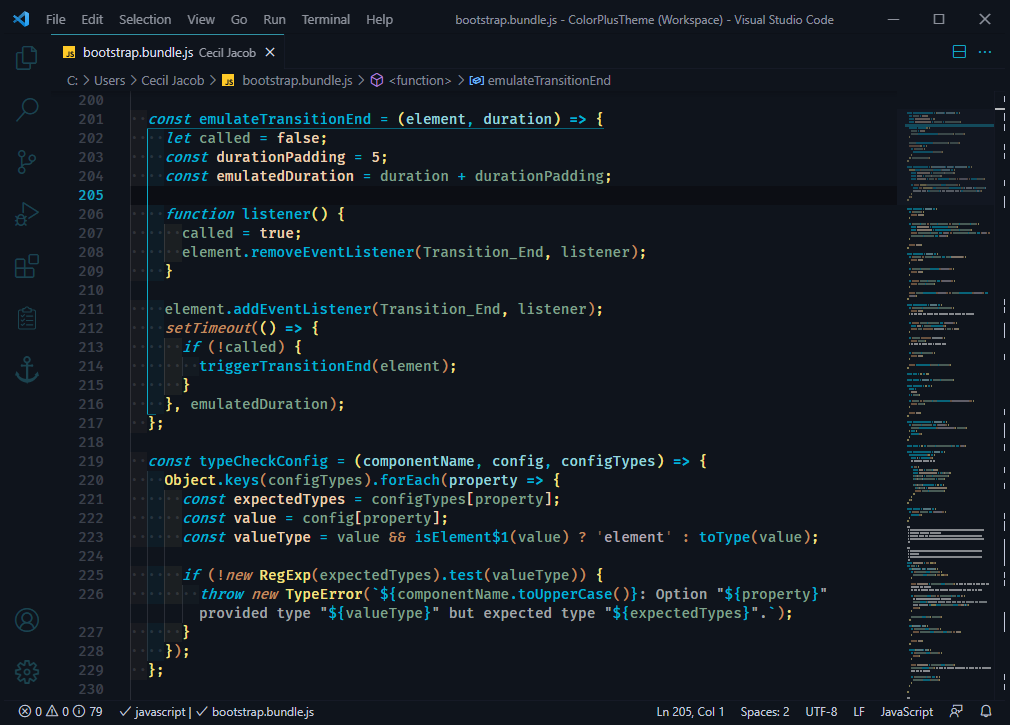 File Edit Selection View Go Run Terminal Help bootstrap.bundle.js - ColorPlusTheme (Workspace) - Visual Studio Code
JS bootstrap.bundle.js Cecil Jacob
C: > Users > Cecil Jacob > JS bootstrap.bundle.js > <function> > emulateTransitionEnd
200
201 const emulateTransitionEnd = (element, duration) => {
202 let called = false;
203 const durationPadding = 5;
204 const emulatedDuration = duration + durationPadding;
205
206 function listener() {
207 called = true;
208 element.removeEventListener(Transition_End, listener);
209 }
210
211 element.addEventListener(Transition_End, listener);
212 setTimeout(() => {
213 if (!called) {
214 triggerTransitionEnd(element);
215 }
216 }, emulatedDuration);
217 };
218
219 const typeCheckConfig = (componentName, config, configTypes) => {
220 Object.keys(configTypes).forEach(property => {
221 const expectedTypes = configTypes[property];
222 const value = config[property];
223 const valueType = value && isElement$1(value) ? 'element' : toType(value);
224
225 if (!new RegExp(expectedTypes).test(valueType)) {
226 throw new TypeError(`${componentName.toUpperCase()}: Option "${property}"
provided type "${valueType}" but expected type "${expectedTypes}".`);
227 }
228 });
229 };
230
0 0 79 javascript | bootstrap.bundle.js Ln 205, Col 1 Spaces: 2 UTF-8 LF JavaScript